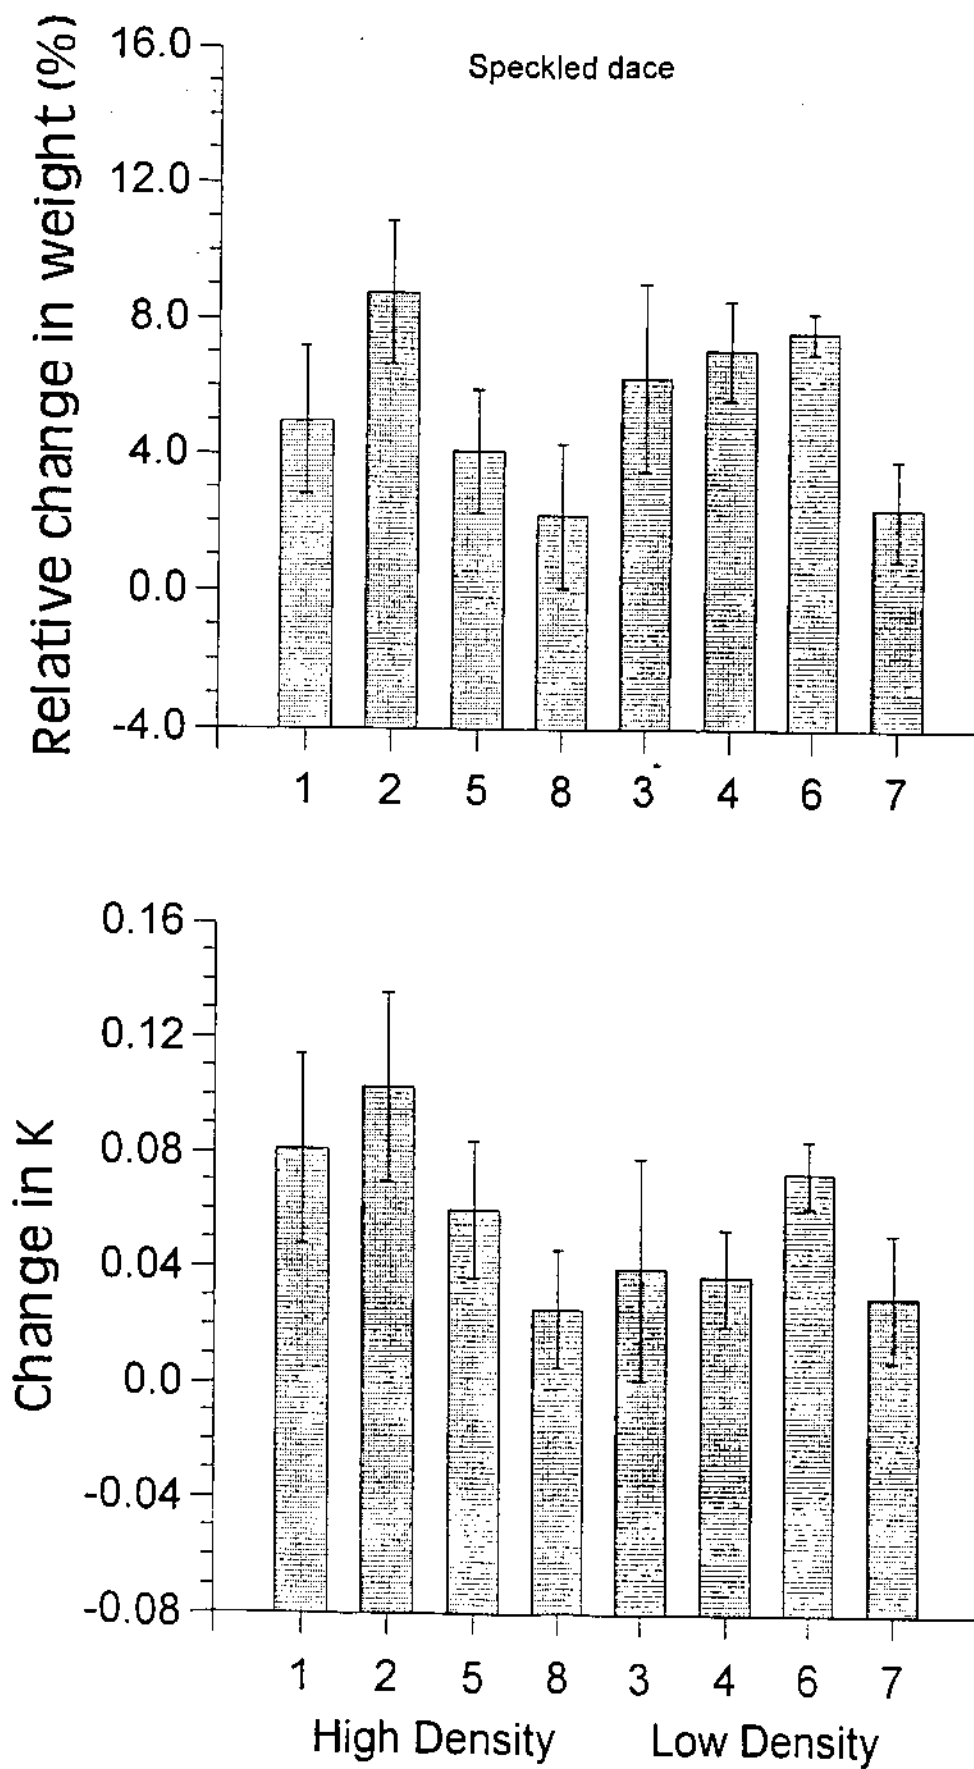 Speckled dace
Relative change in weight (%)
16.0
12.0
8.0
4.0
0.0
-4.0
1 2 5 8 3 4 6 7
Change in K
0.16
0.12
0.08
0.04
0.0
-0.04
-0.08
1 2 5 8 3 4 6 7
High Density Low Density